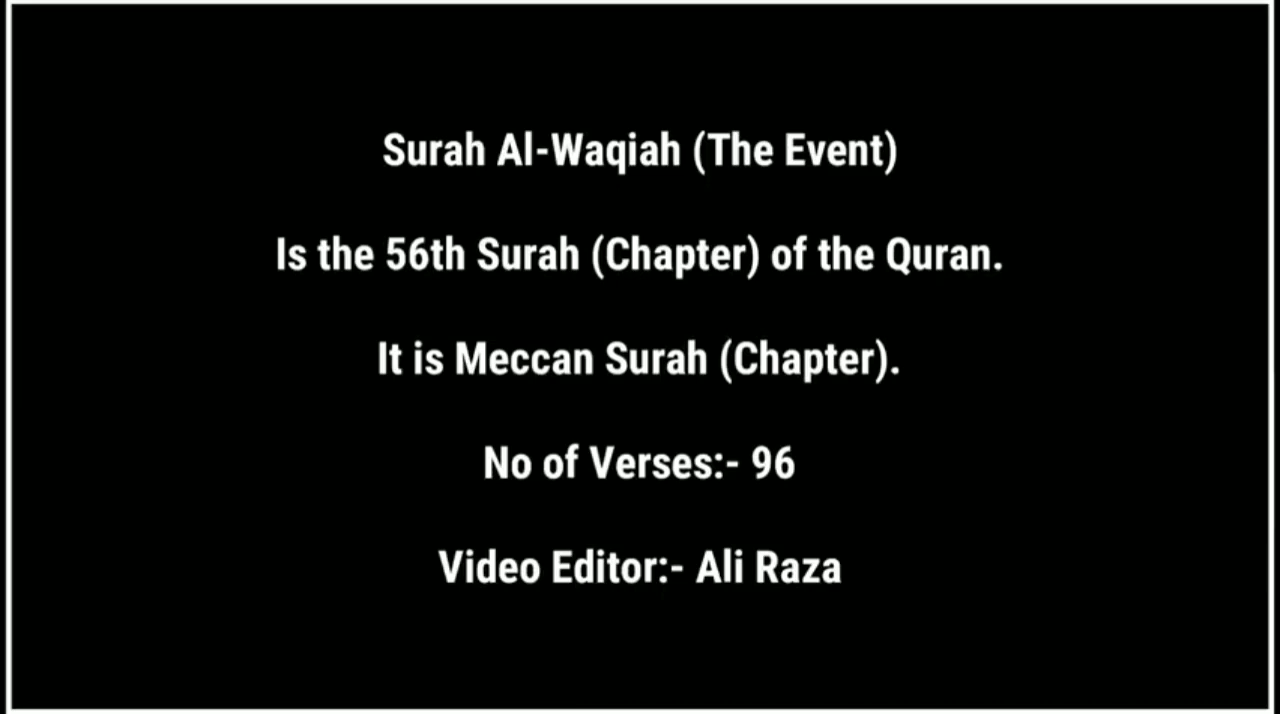 Surah Al-Waqiah (The Event)
Is the 56th Surah (Chapter) of the Quran.
It is Meccan Surah (Chapter).
No of Verses:- 96
Video Editor:- Ali Raza